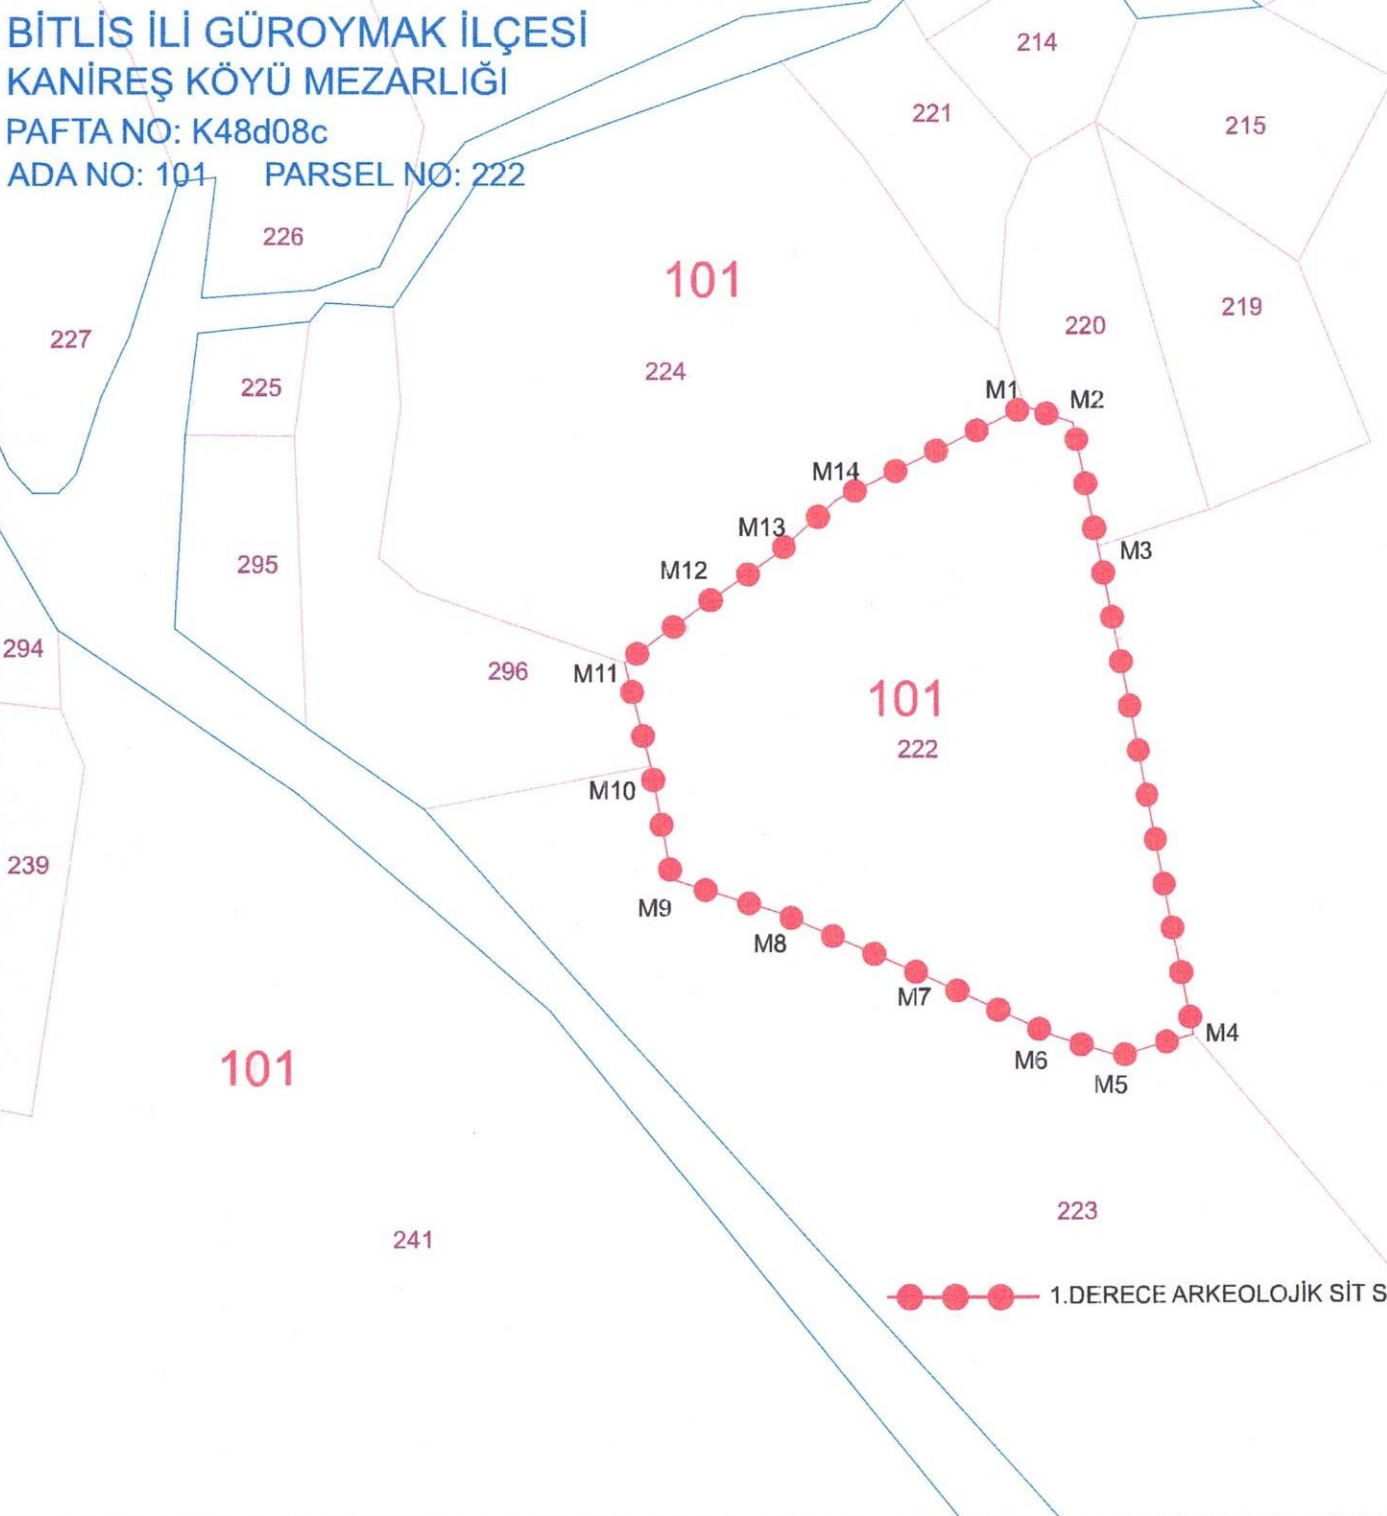 BİTLİS İLİ GÜROYMAK İLÇESİ
KANİREŞ KÖYÜ MEZARLIĞI
PAFTA NO: K48d08c
ADA NO: 101 PARSEL NO: 222
214
221
215
226
101
227
219
220
224
225
M1
M2
M14
M13
M3
295
M12
294
296
M11
101
222
M10
239
M9
M8
M7
M4
M6
101
M5
223
241
1.DERECE ARKEOLOJİK SİT S